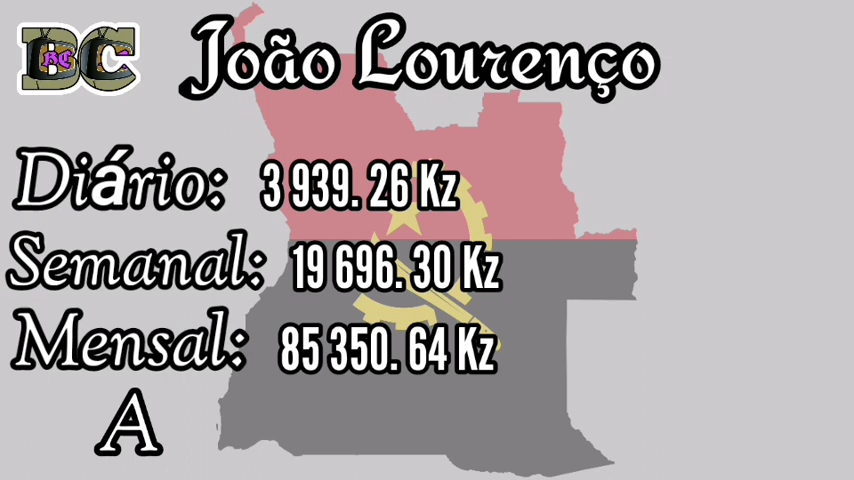 BC João Lourenço
Diário: 3 939. 26 Kz
Semanal: 19 696. 30 Kz
Mensal: 85 350. 64 Kz
A